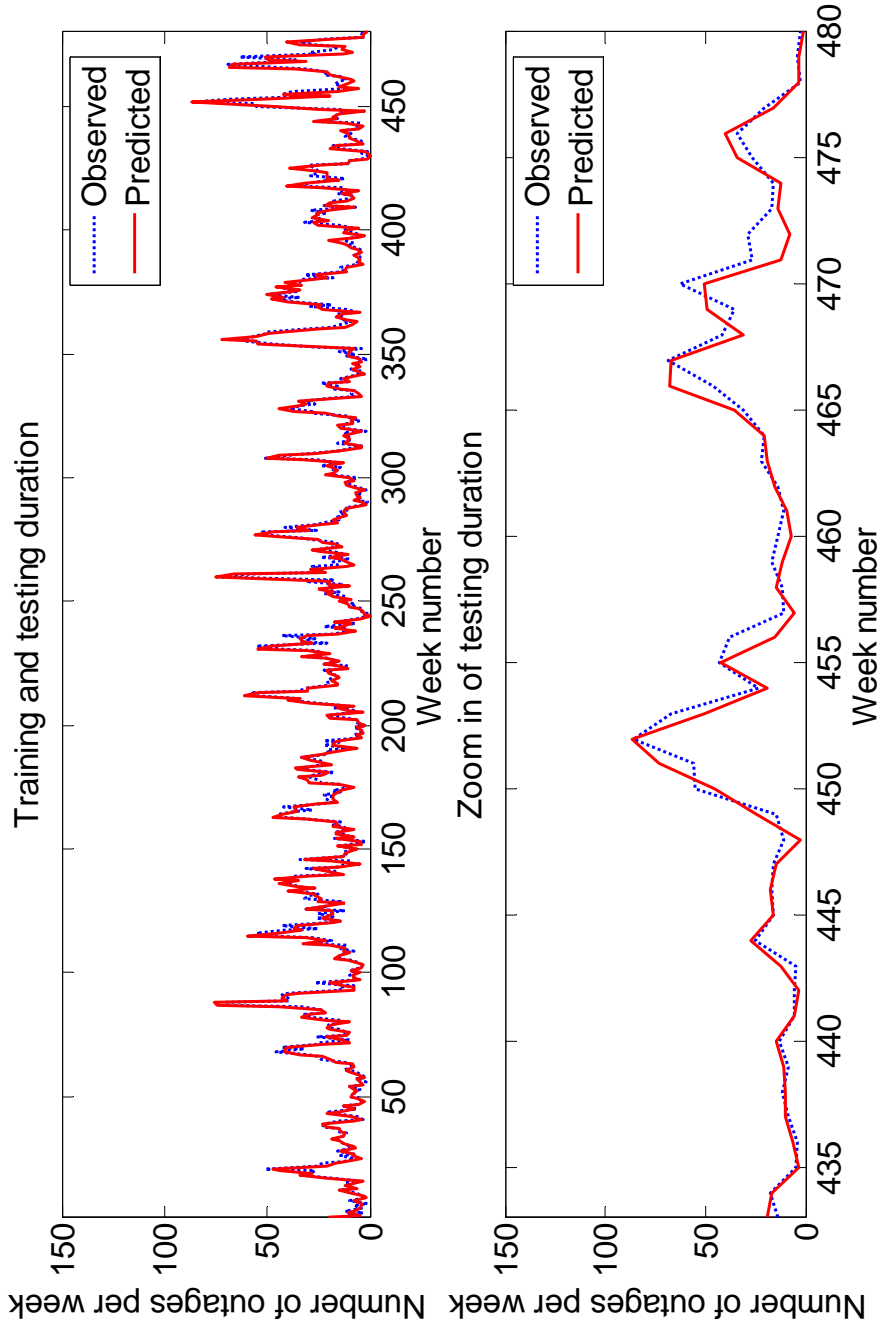 Training and testing duration
150
100
50
0
Number of outages per week
50
100
150
200
250
300
350
400
450
Week number
Observed
Predicted
Zoom in of testing duration
150
100
50
0
Number of outages per week
435
440
445
450
455
460
465
470
475
480
Week number
Observed
Predicted